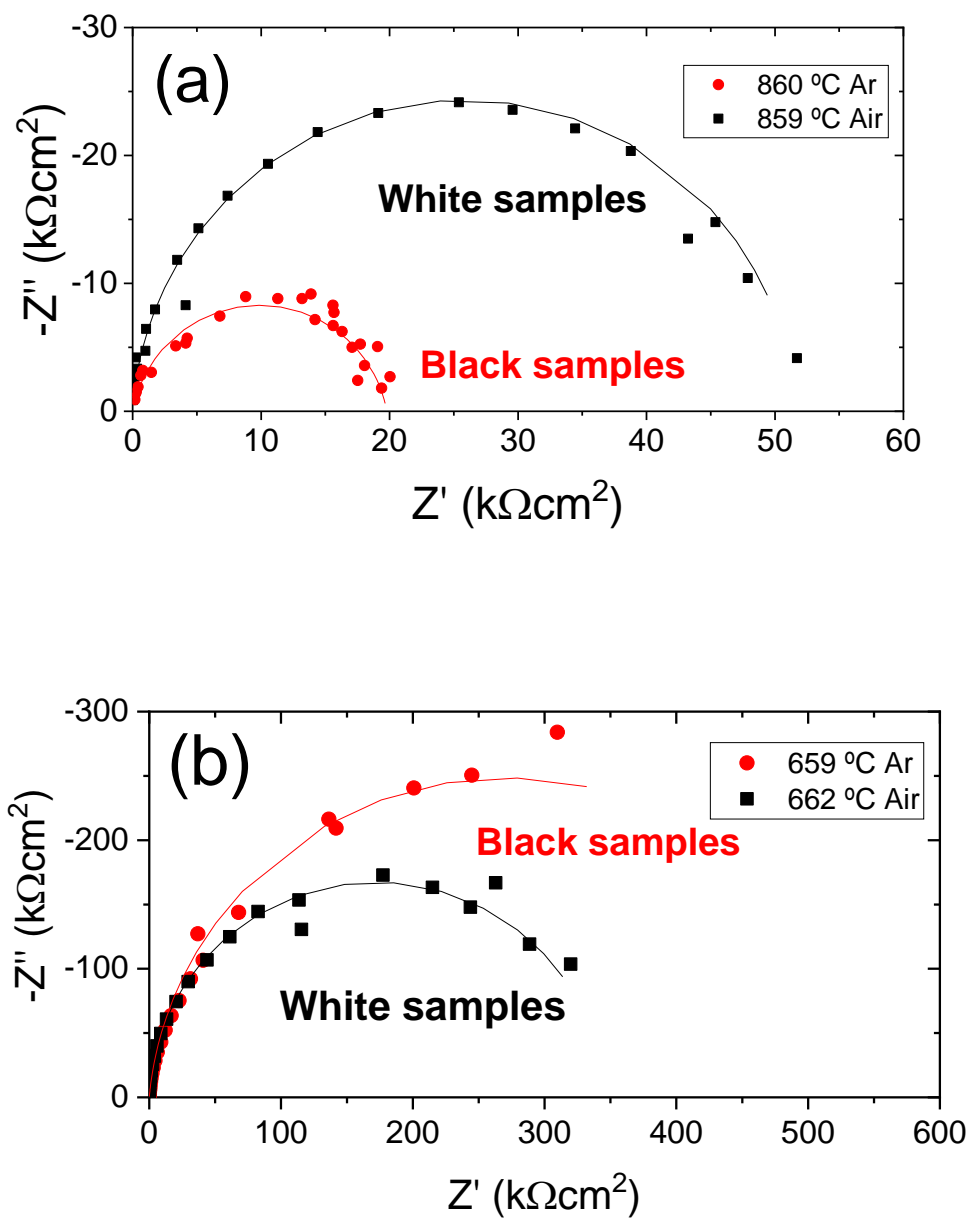 (a)
-30
-20
-10
0
-Z'' (kΩcm²)
860 ºC Ar
859 ºC Air
White samples
Black samples
0 10 20 30 40 50 60
Z' (kΩcm²)
(b)
-300
-200
-100
0
-Z'' (kΩcm²)
659 ºC Ar
662 ºC Air
Black samples
White samples
0 100 200 300 400 500 600
Z' (kΩcm²)